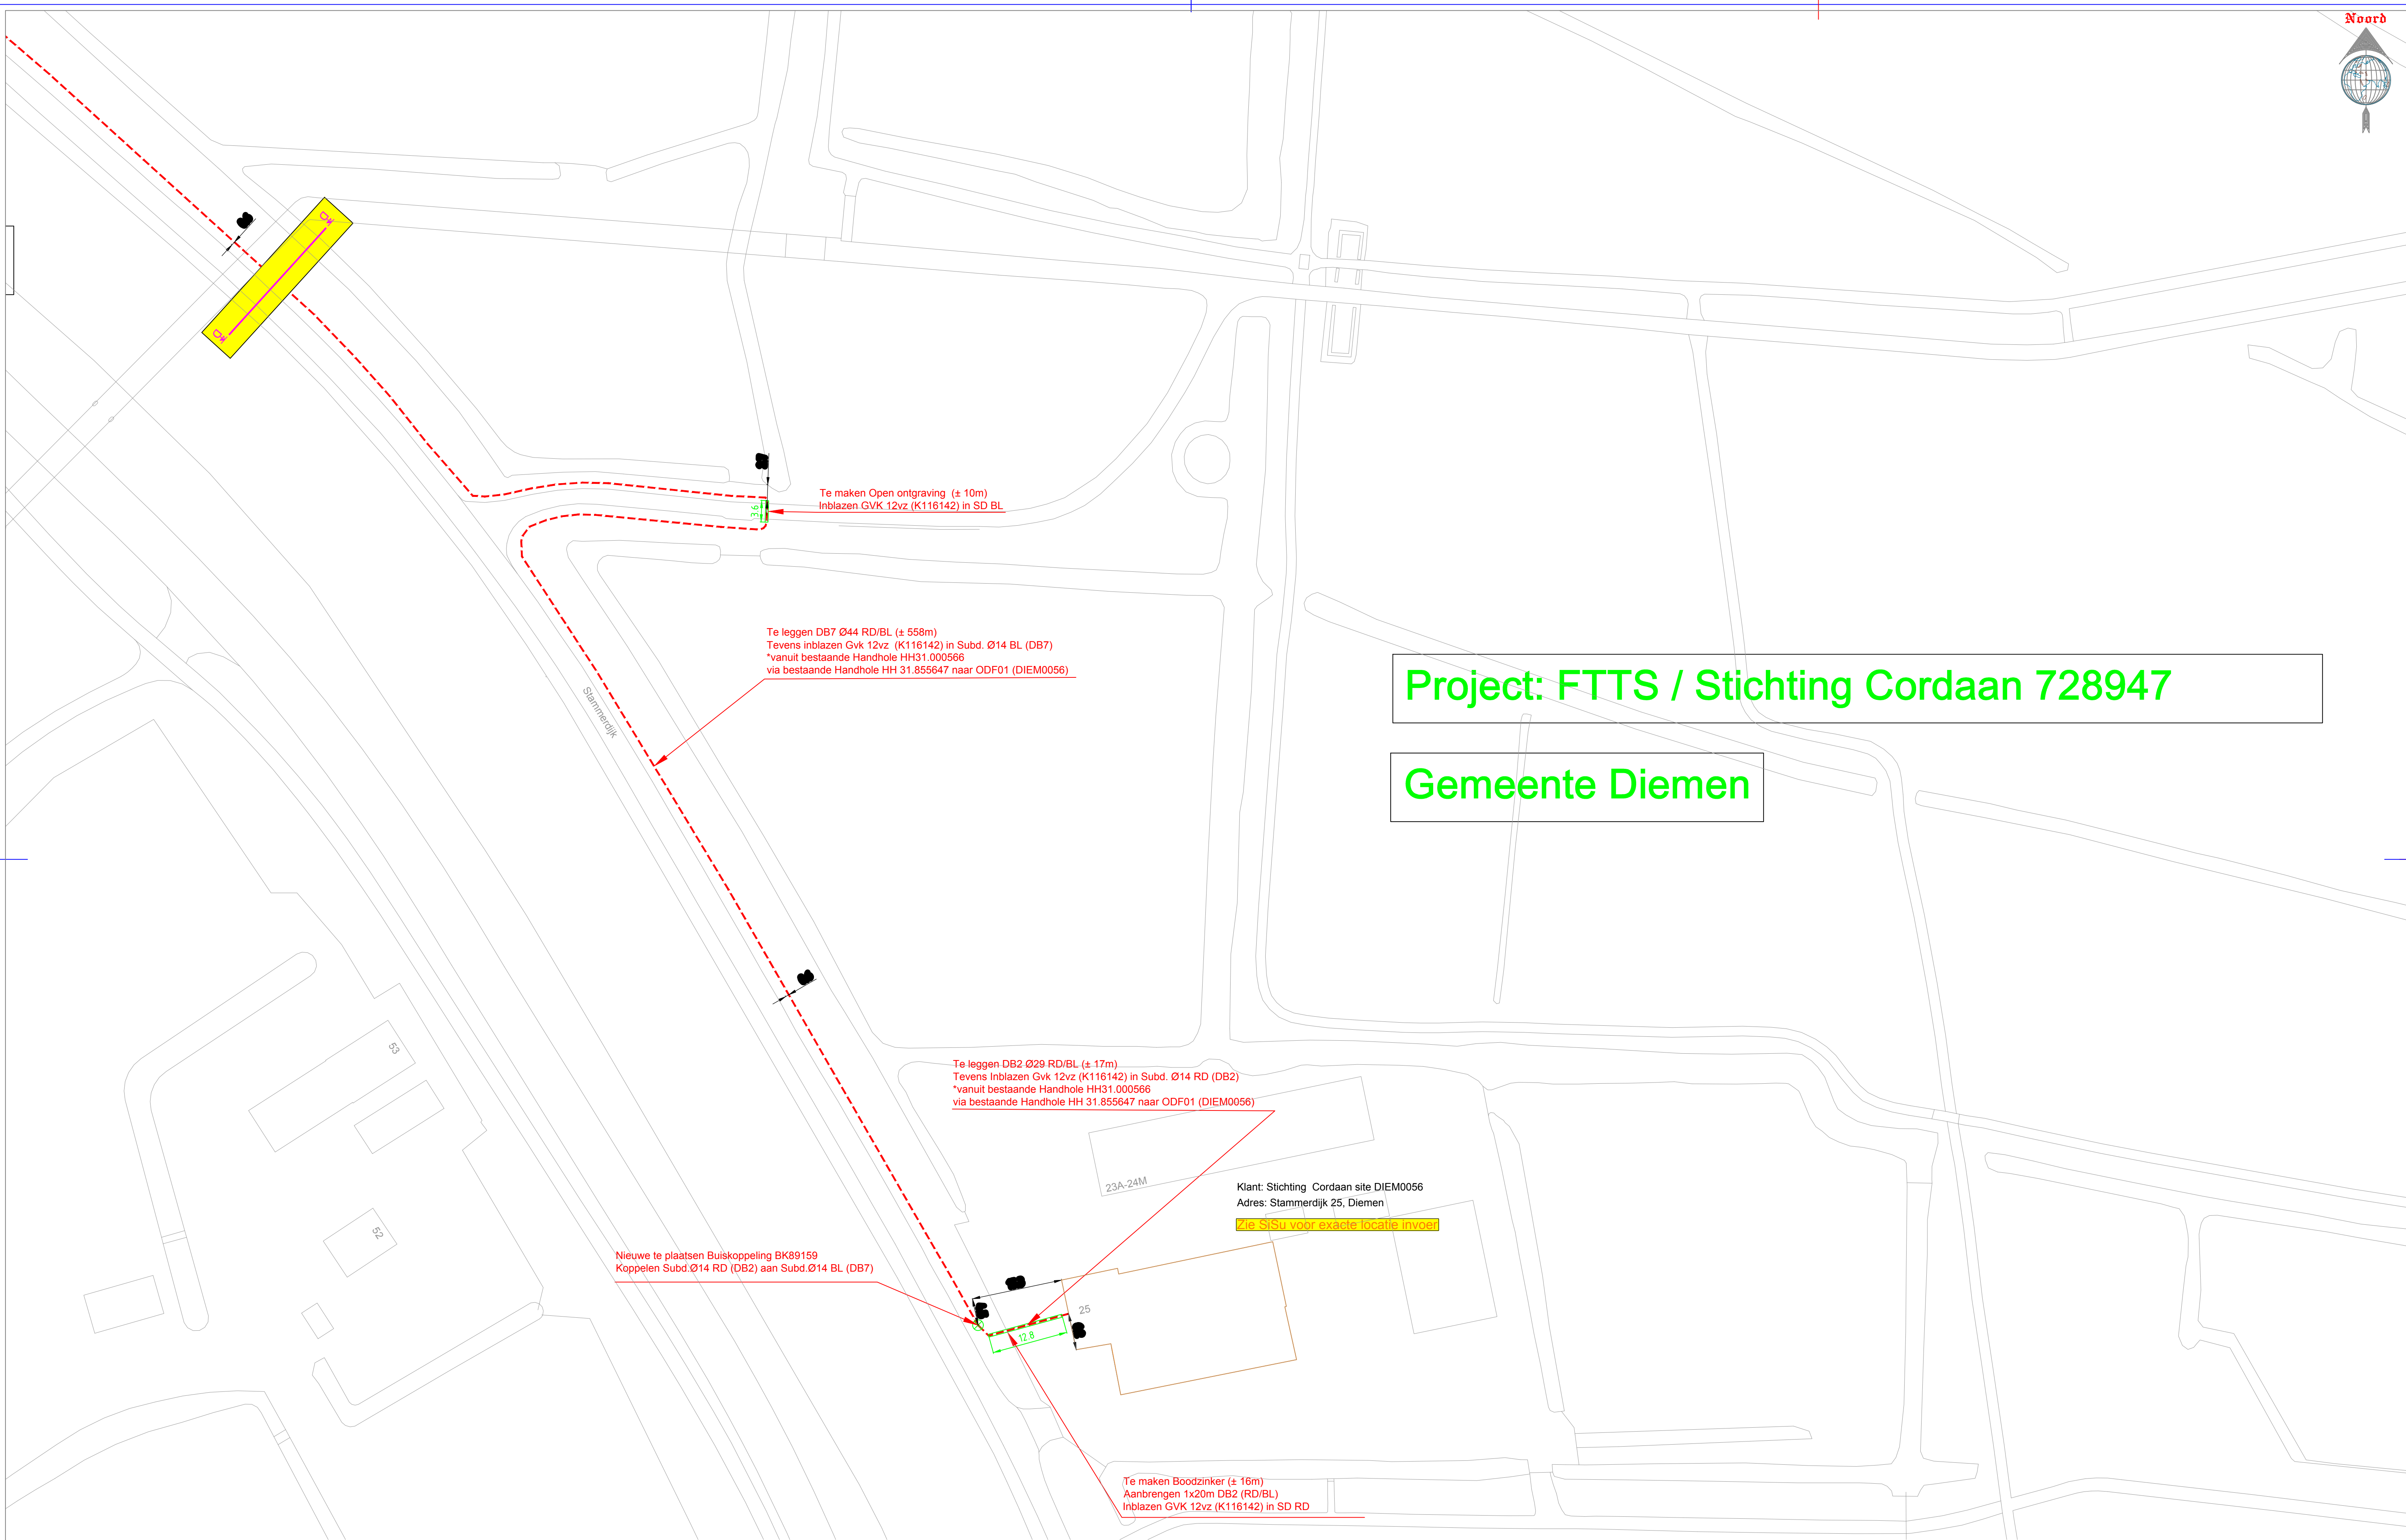 Noord
DW
DW
Te maken Open ontgraving (± 10m)
Inblazen GVK 12vz (K116142) in SD BL
3.6
Te leggen DB7 Ø44 RD/BL (± 558m)
Tevens inblazen Gvk 12vz (K116142) in Subd. Ø14 BL (DB7)
*vanuit bestaande Handhole HH31.000566
via bestaande Handhole HH 31.855647 naar ODF01 (DIEM0056)
Stammerdijk
Project: FTTS / Stichting Cordaan 728947
Gemeente Diemen
53
Te leggen DB2 Ø29 RD/BL (± 17m)
Tevens Inblazen Gvk 12vz (K116142) in Subd. Ø14 RD (DB2)
*vanuit bestaande Handhole HH31.000566
via bestaande Handhole HH 31.855647 naar ODF01 (DIEM0056)
23A-24M
Klant: Stichting Cordaan site DIEM0056
Adres: Stammerdijk 25, Diemen
Zie SiSu voor exacte locatie invoer
52
Nieuwe te plaatsen Buiskoppeling BK89159
Koppelen Subd.Ø14 RD (DB2) aan Subd.Ø14 BL (DB7)
25
12.8
Te maken Boodzinker (± 16m)
Aanbrengen 1x20m DB2 (RD/BL)
Inblazen GVK 12vz (K116142) in SD RD